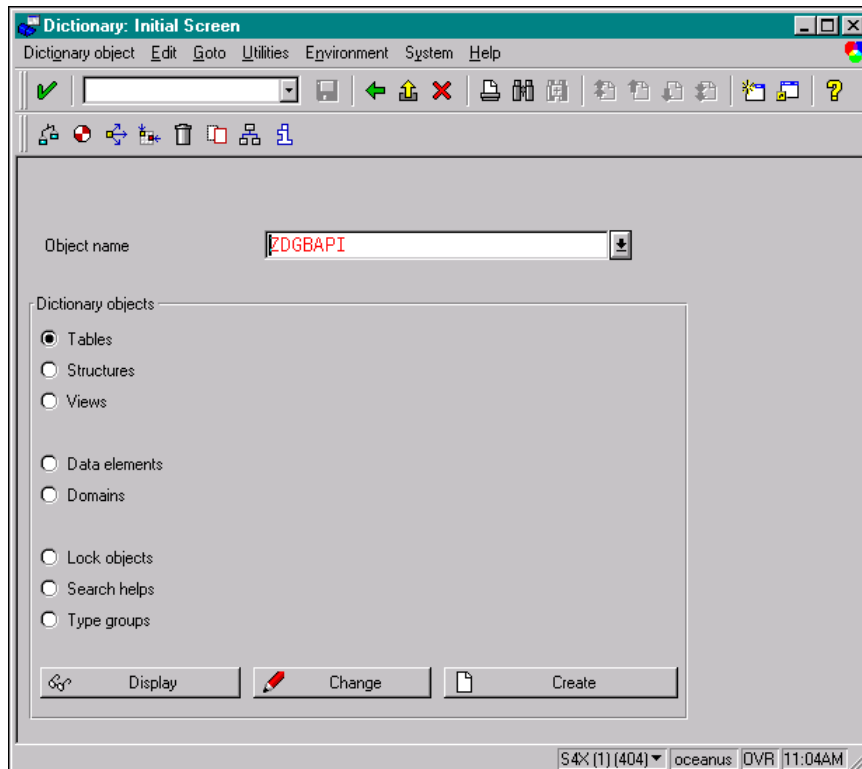 Dictionary: Initial Screen
Dictionary object Edit Goto Utilities Environment System Help
Object name ZDGBAPI
Dictionary objects
Tables
Structures
Views
Data elements
Domains
Lock objects
Search helps
Type groups
Display Change Create
S4X (1) (404) oceanus OVR 11:04AM